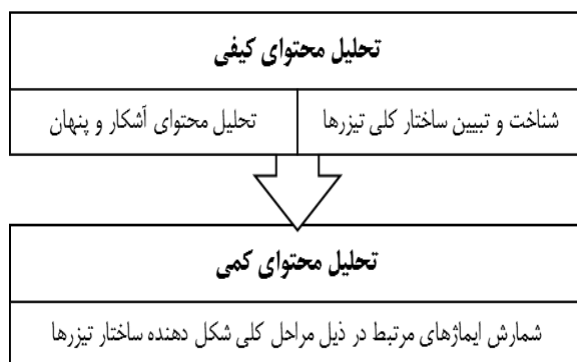 تحلیل محتوای کیفی
شناخت و تبیین ساختار کلی تیزرها
تحلیل محتوای آشکار و پنهان
تحلیل محتوای کمی
شمارش ایماژهای مرتبط در ذیل مراحل کلی شکل دهنده ساختار تیزرها